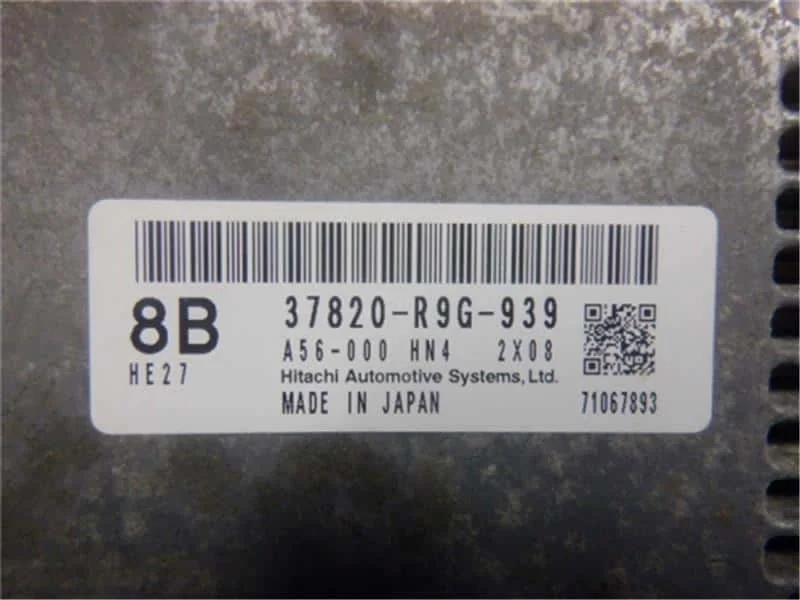 8B
37820-R9G-939
HE27
A56-000 HN4 2X08
Hitachi Automotive Systems,Ltd.
MADE IN JAPAN
71067893